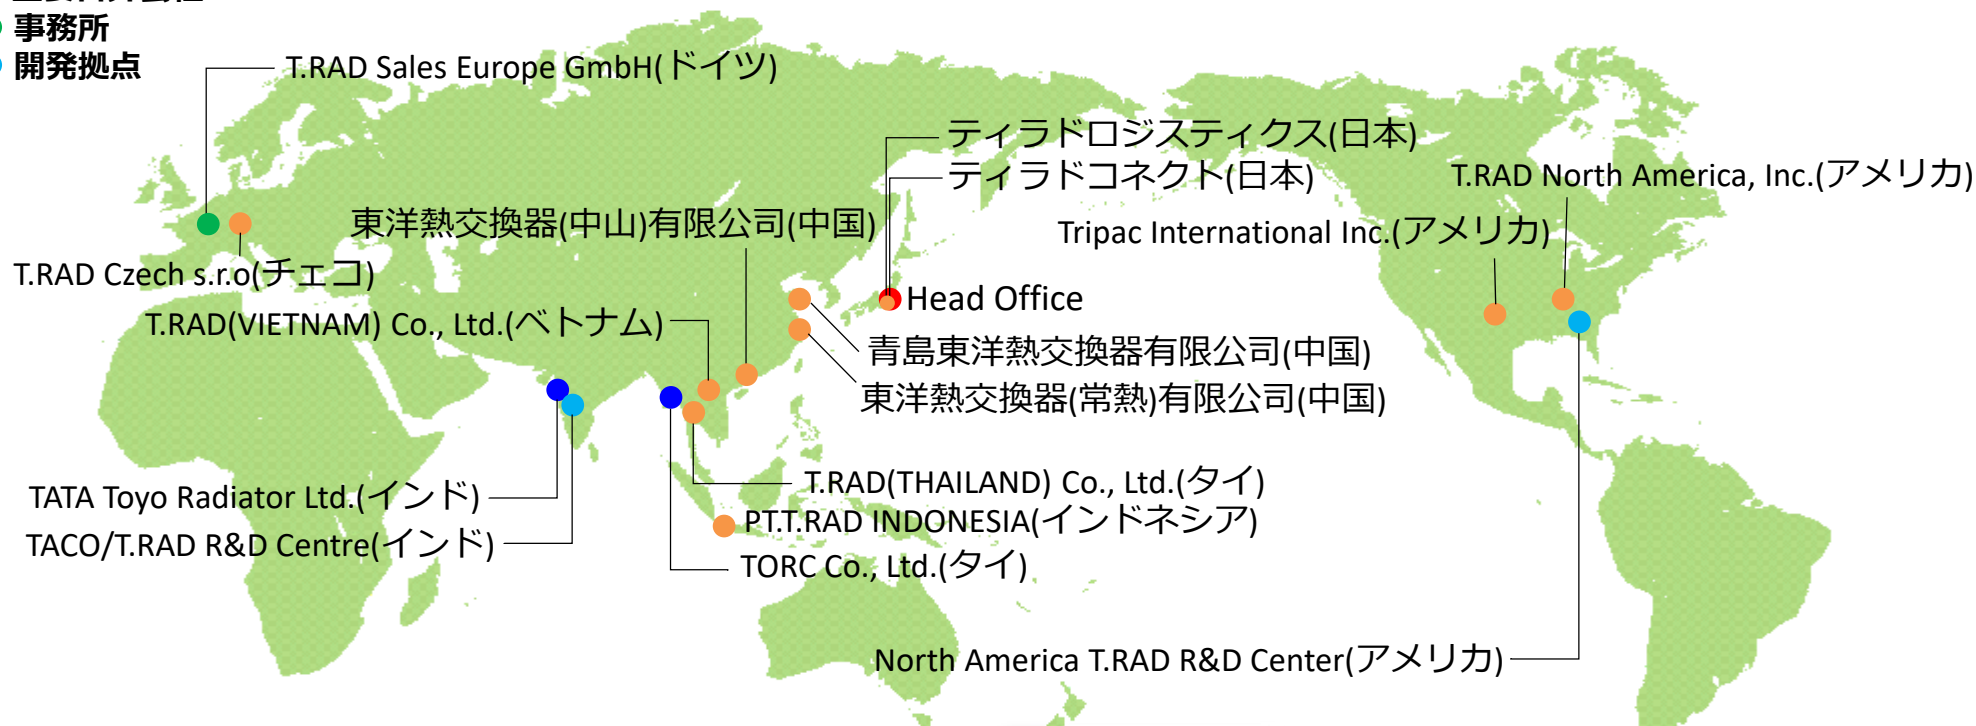 事務所
開発拠点
T.RAD Sales Europe GmbH(ドイツ)
ティラドロジスティクス(日本)
ティラドコネクト(日本)
T.RAD North America, Inc.(アメリカ)
東洋熱交換器(中山)有限公司(中国)
Tripac International Inc.(アメリカ)
T.RAD Czech s.r.o(チェコ)
Head Office
T.RAD(VIETNAM) Co., Ltd.(ベトナム)
青島東洋熱交換器有限公司(中国)
東洋熱交換器(常熱)有限公司(中国)
T.RAD(THAILAND) Co., Ltd.(タイ)
TATA Toyo Radiator Ltd.(インド)
PT.T.RAD INDONESIA(インドネシア)
TACO/T.RAD R&D Centre(インド)
TORC Co., Ltd.(タイ)
North America T.RAD R&D Center(アメリカ)